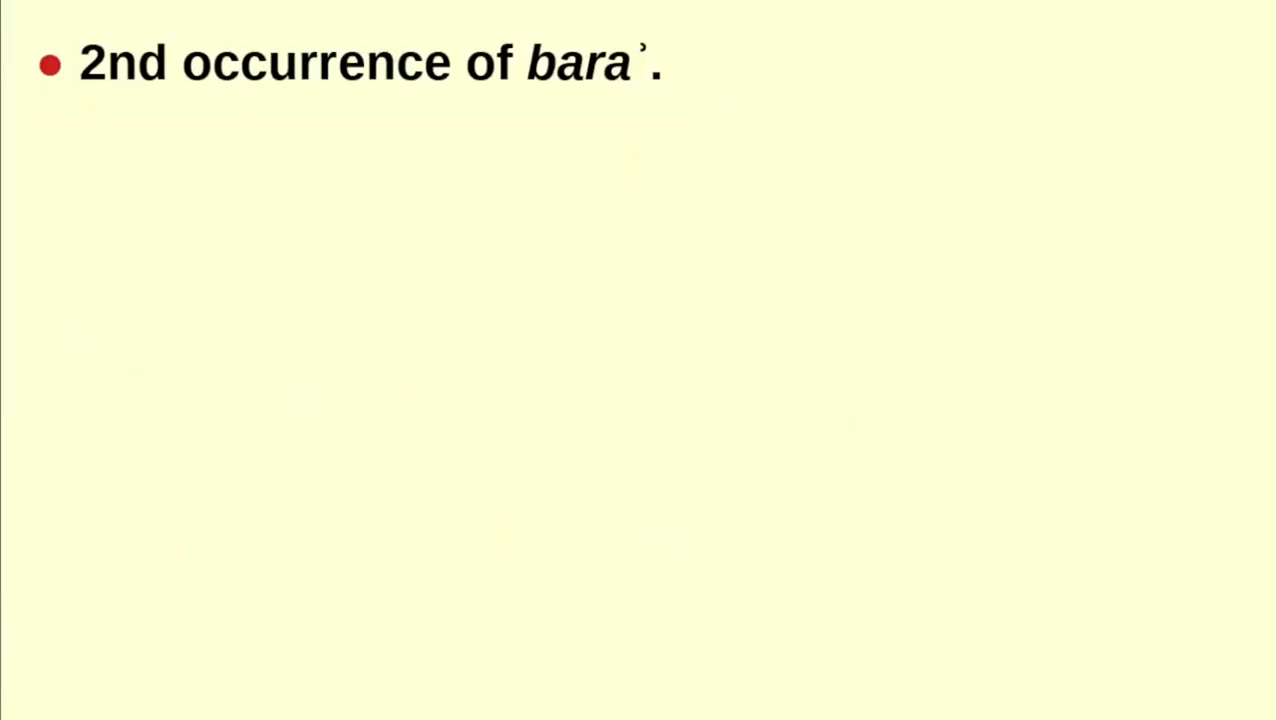 • 2nd occurrence of baraʾ.